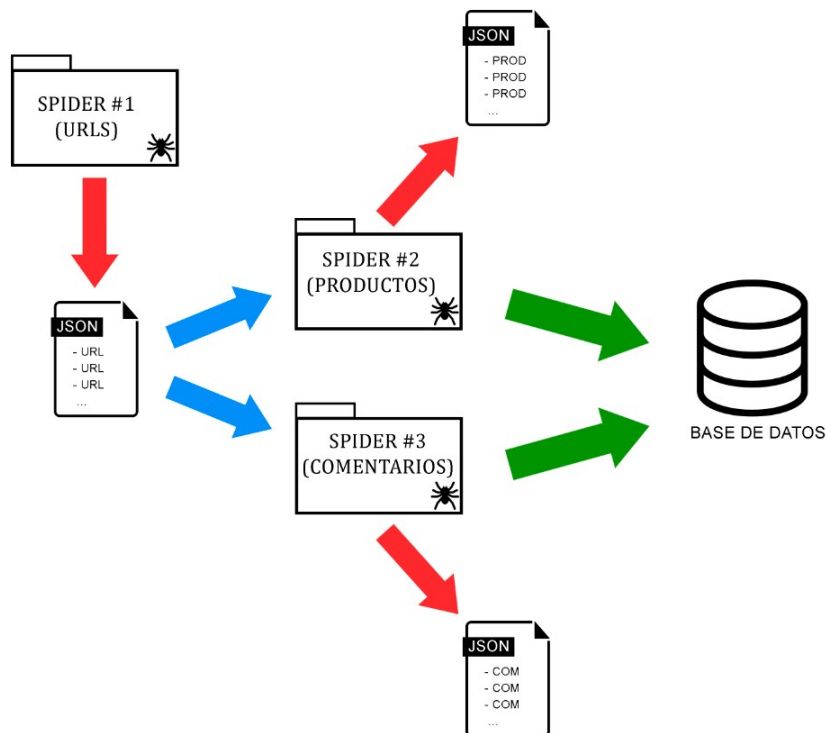 JSON
- PROD
- PROD
- PROD
...
SPIDER #1
(URLS)
SPIDER #2
(PRODUCTOS)
JSON
- URL
- URL
- URL
...
SPIDER #3
(COMENTARIOS)
BASE DE DATOS
JSON
- COM
- COM
- COM
...